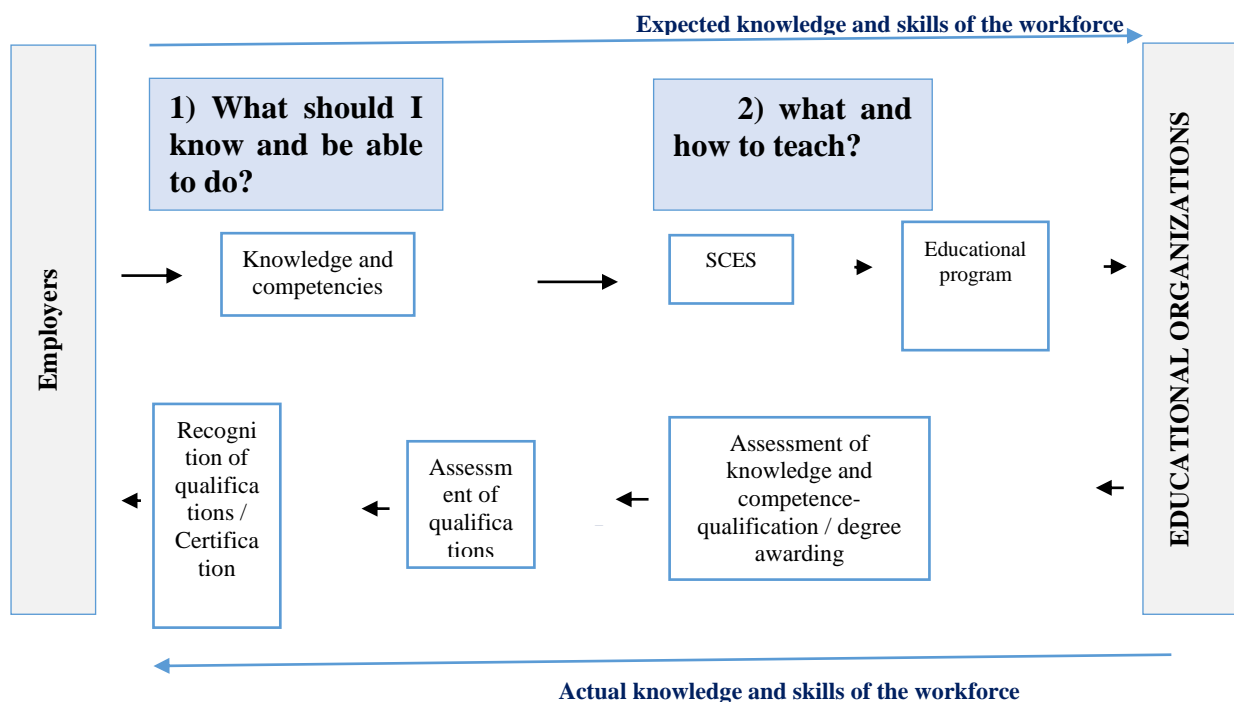 Expected knowledge and skills of the workforce
1) What should I
know and be able
to do?
2) what and
how to teach?
Employers
Knowledge and
competencies
SCES
Educational
program
EDUCATIONAL ORGANIZATIONS
Recogni
tion of
qualifica
tions /
Certifica
tion
Assessm
ent of
qualifica
tions
Assessment of
knowledge and
competence-
qualification / degree
awarding
Actual knowledge and skills of the workforce